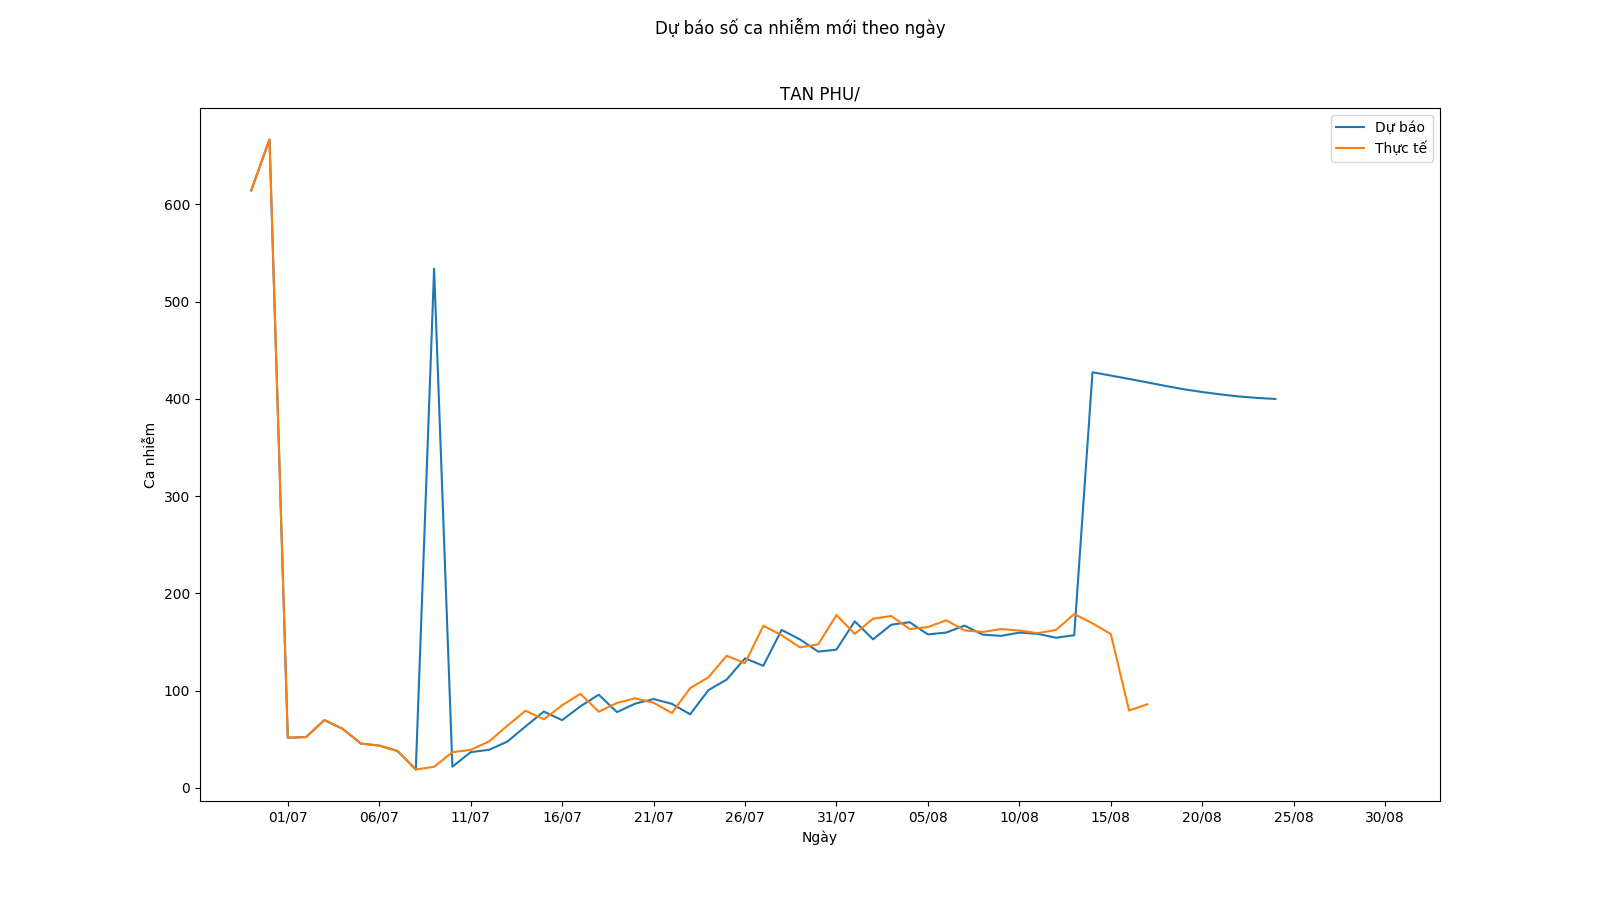 Dự báo số ca nhiễm mới theo ngày
TAN PHU/
Dự báo
Thực tế
Ca nhiễm
600
500
400
300
200
100
0
01/07 06/07 11/07 16/07 21/07 26/07 31/07 05/08 10/08 15/08 20/08 25/08 30/08
Ngày